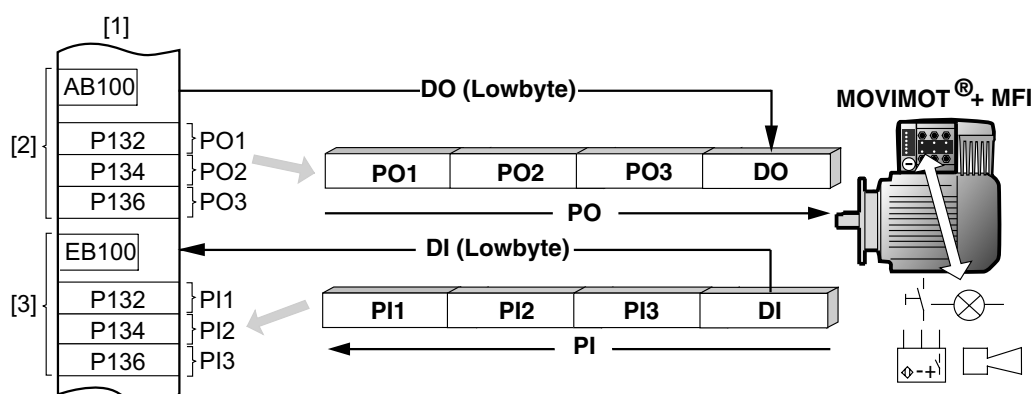 [1]
AB100
DO (Lowbyte)
MOVIMOT ® + MFI
[2]
P132
PO1
P134
PO2
P136
PO3
PO1 PO2 PO3 DO
PO
EB100
DI (Lowbyte)
[3]
P132
PI1
P134
PI2
P136
PI3
PI1 PI2 PI3 DI
PI
-+